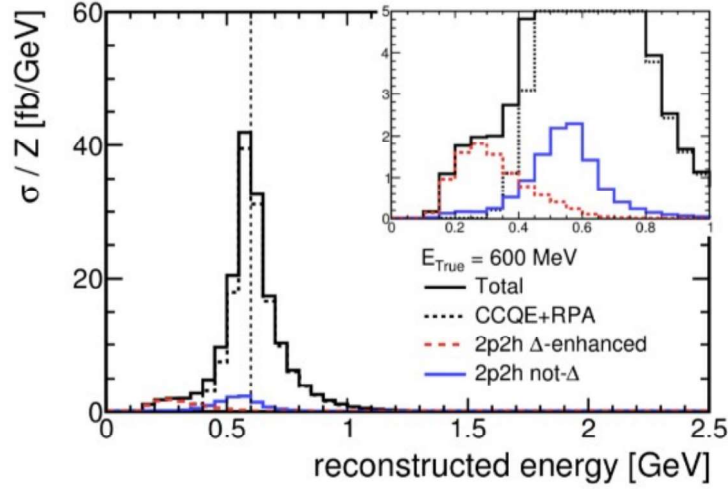 σ / Z [fb/GeV]
60
40
20
0
0 0.5 1 1.5 2 2.5
reconstructed energy [GeV]
5
4
3
2
1
0
0 0.2 0.4 0.6 0.8 1
E_True = 600 MeV
Total
CCQE+RPA
2p2h Δ-enhanced
2p2h not-Δ